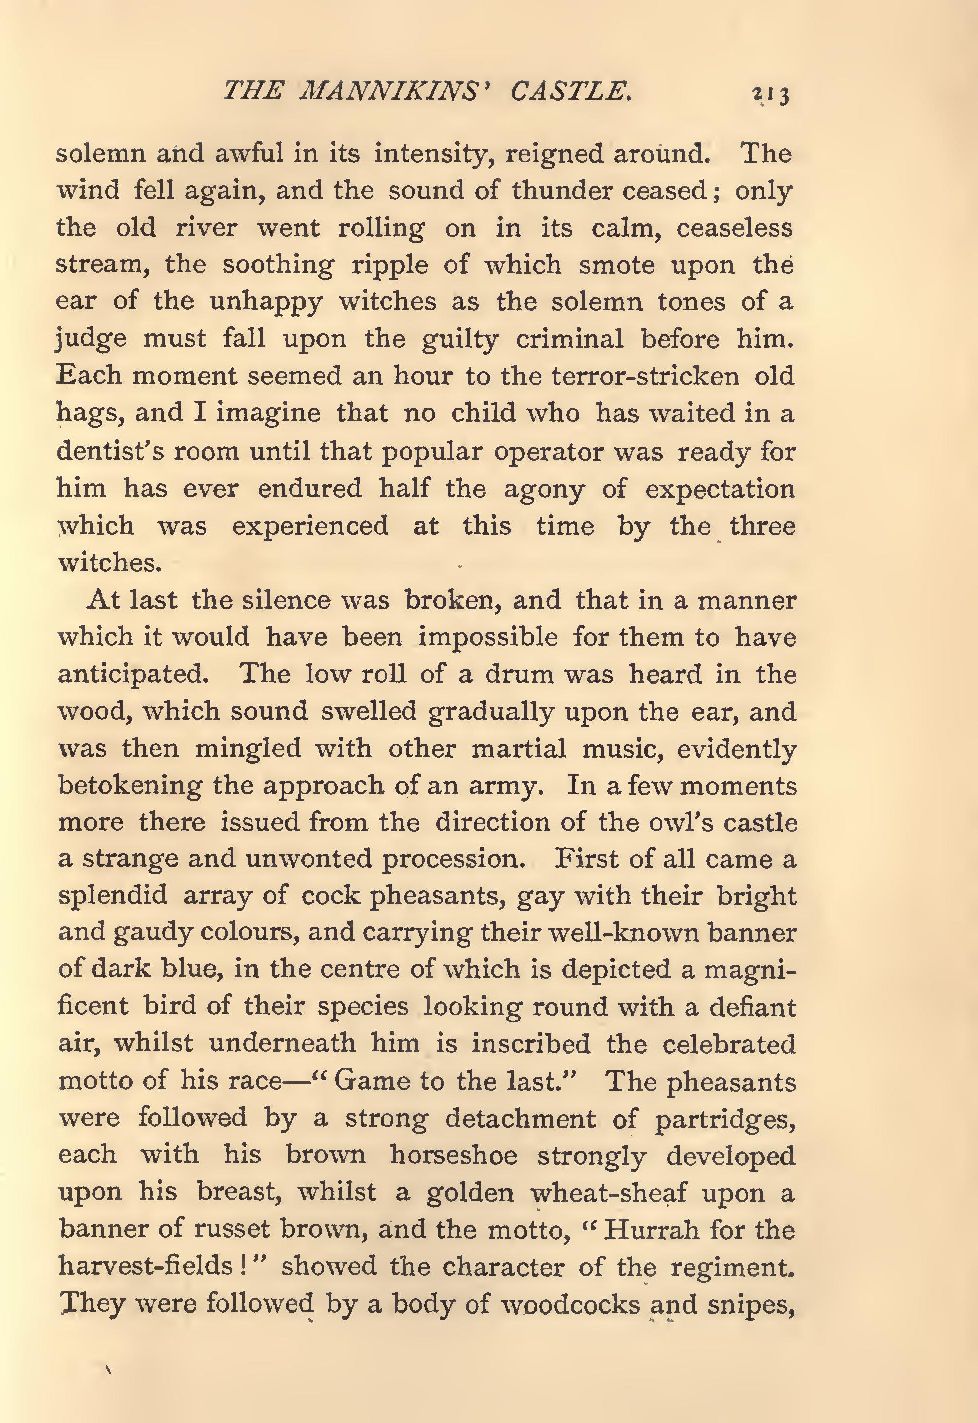 THE MANNIKINS' CASTLE. 213
solemn and awful in its intensity, reigned around. The
wind fell again, and the sound of thunder ceased; only
the old river went rolling on in its calm, ceaseless
stream, the soothing ripple of which smote upon the
ear of the unhappy witches as the solemn tones of a
judge must fall upon the guilty criminal before him.
Each moment seemed an hour to the terror-stricken old
hags, and I imagine that no child who has waited in a
dentist's room until that popular operator was ready for
him has ever endured half the agony of expectation
which was experienced at this time by the three
witches.
At last the silence was broken, and that in a manner
which it would have been impossible for them to have
anticipated. The low roll of a drum was heard in the
wood, which sound swelled gradually upon the ear, and
was then mingled with other martial music, evidently
betokening the approach of an army. In a few moments
more there issued from the direction of the owl's castle
a strange and unwonted procession. First of all came a
splendid array of cock pheasants, gay with their bright
and gaudy colours, and carrying their well-known banner
of dark blue, in the centre of which is depicted a magni-
ficent bird of their species looking round with a defiant
air, whilst underneath him is inscribed the celebrated
motto of his race—“Game to the last.” The pheasants
were followed by a strong detachment of partridges,
each with his brown horseshoe strongly developed
upon his breast, whilst a golden wheat-sheaf upon a
banner of russet brown, and the motto, “Hurrah for the
harvest-fields!” showed the character of the regiment.
They were followed by a body of woodcocks and snipes,